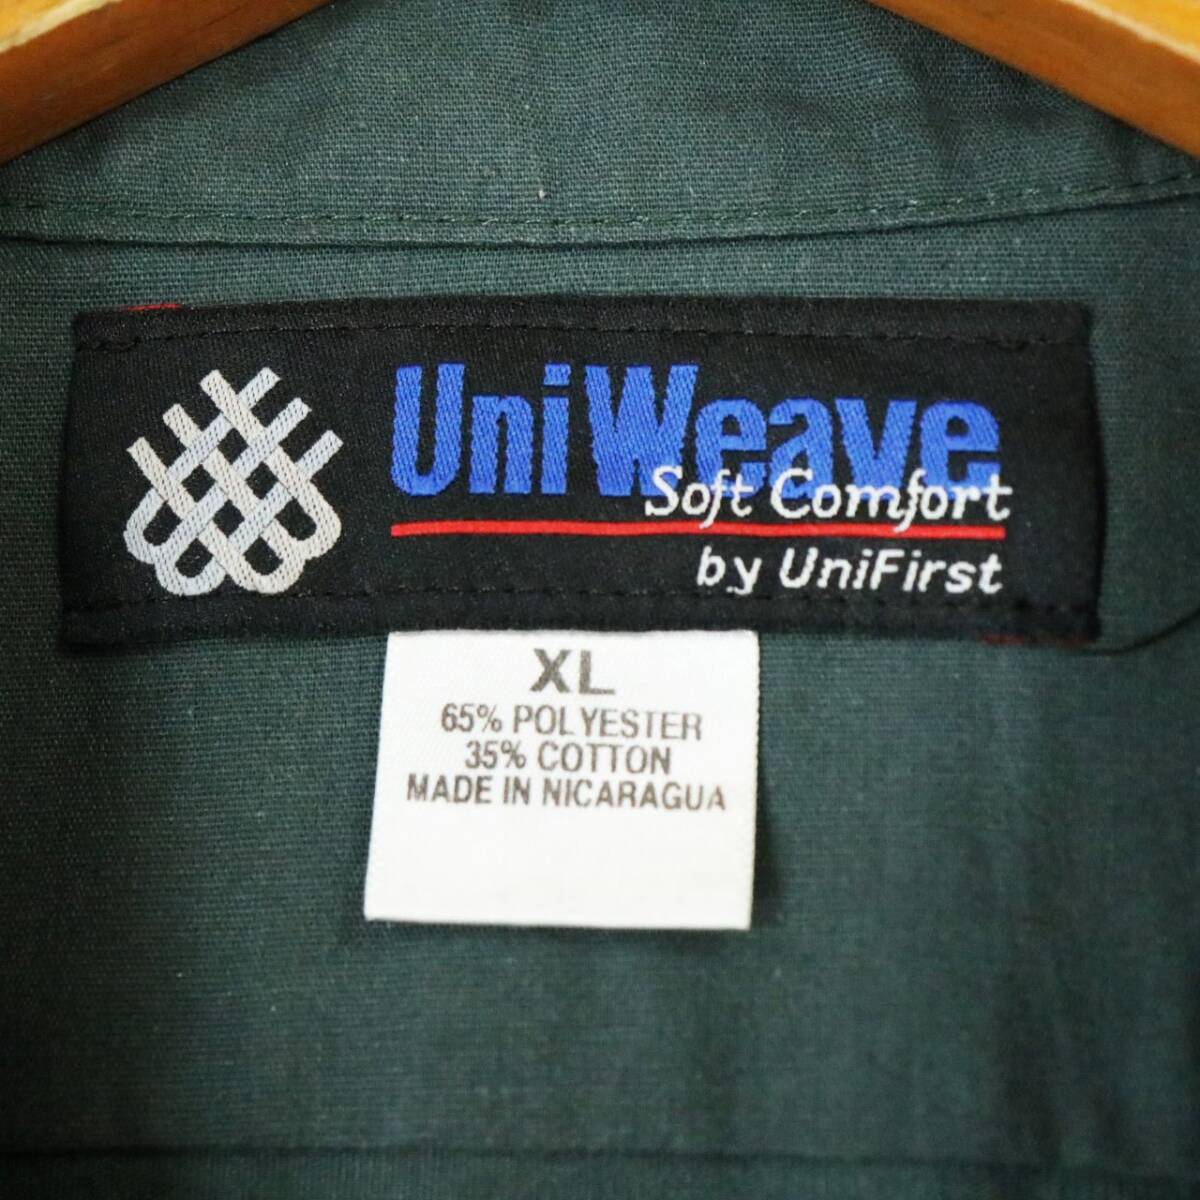 UniWeave
Soft Comfort
by UniFirst
XL
65% POLYESTER
35% COTTON
MADE IN NICARAGUA